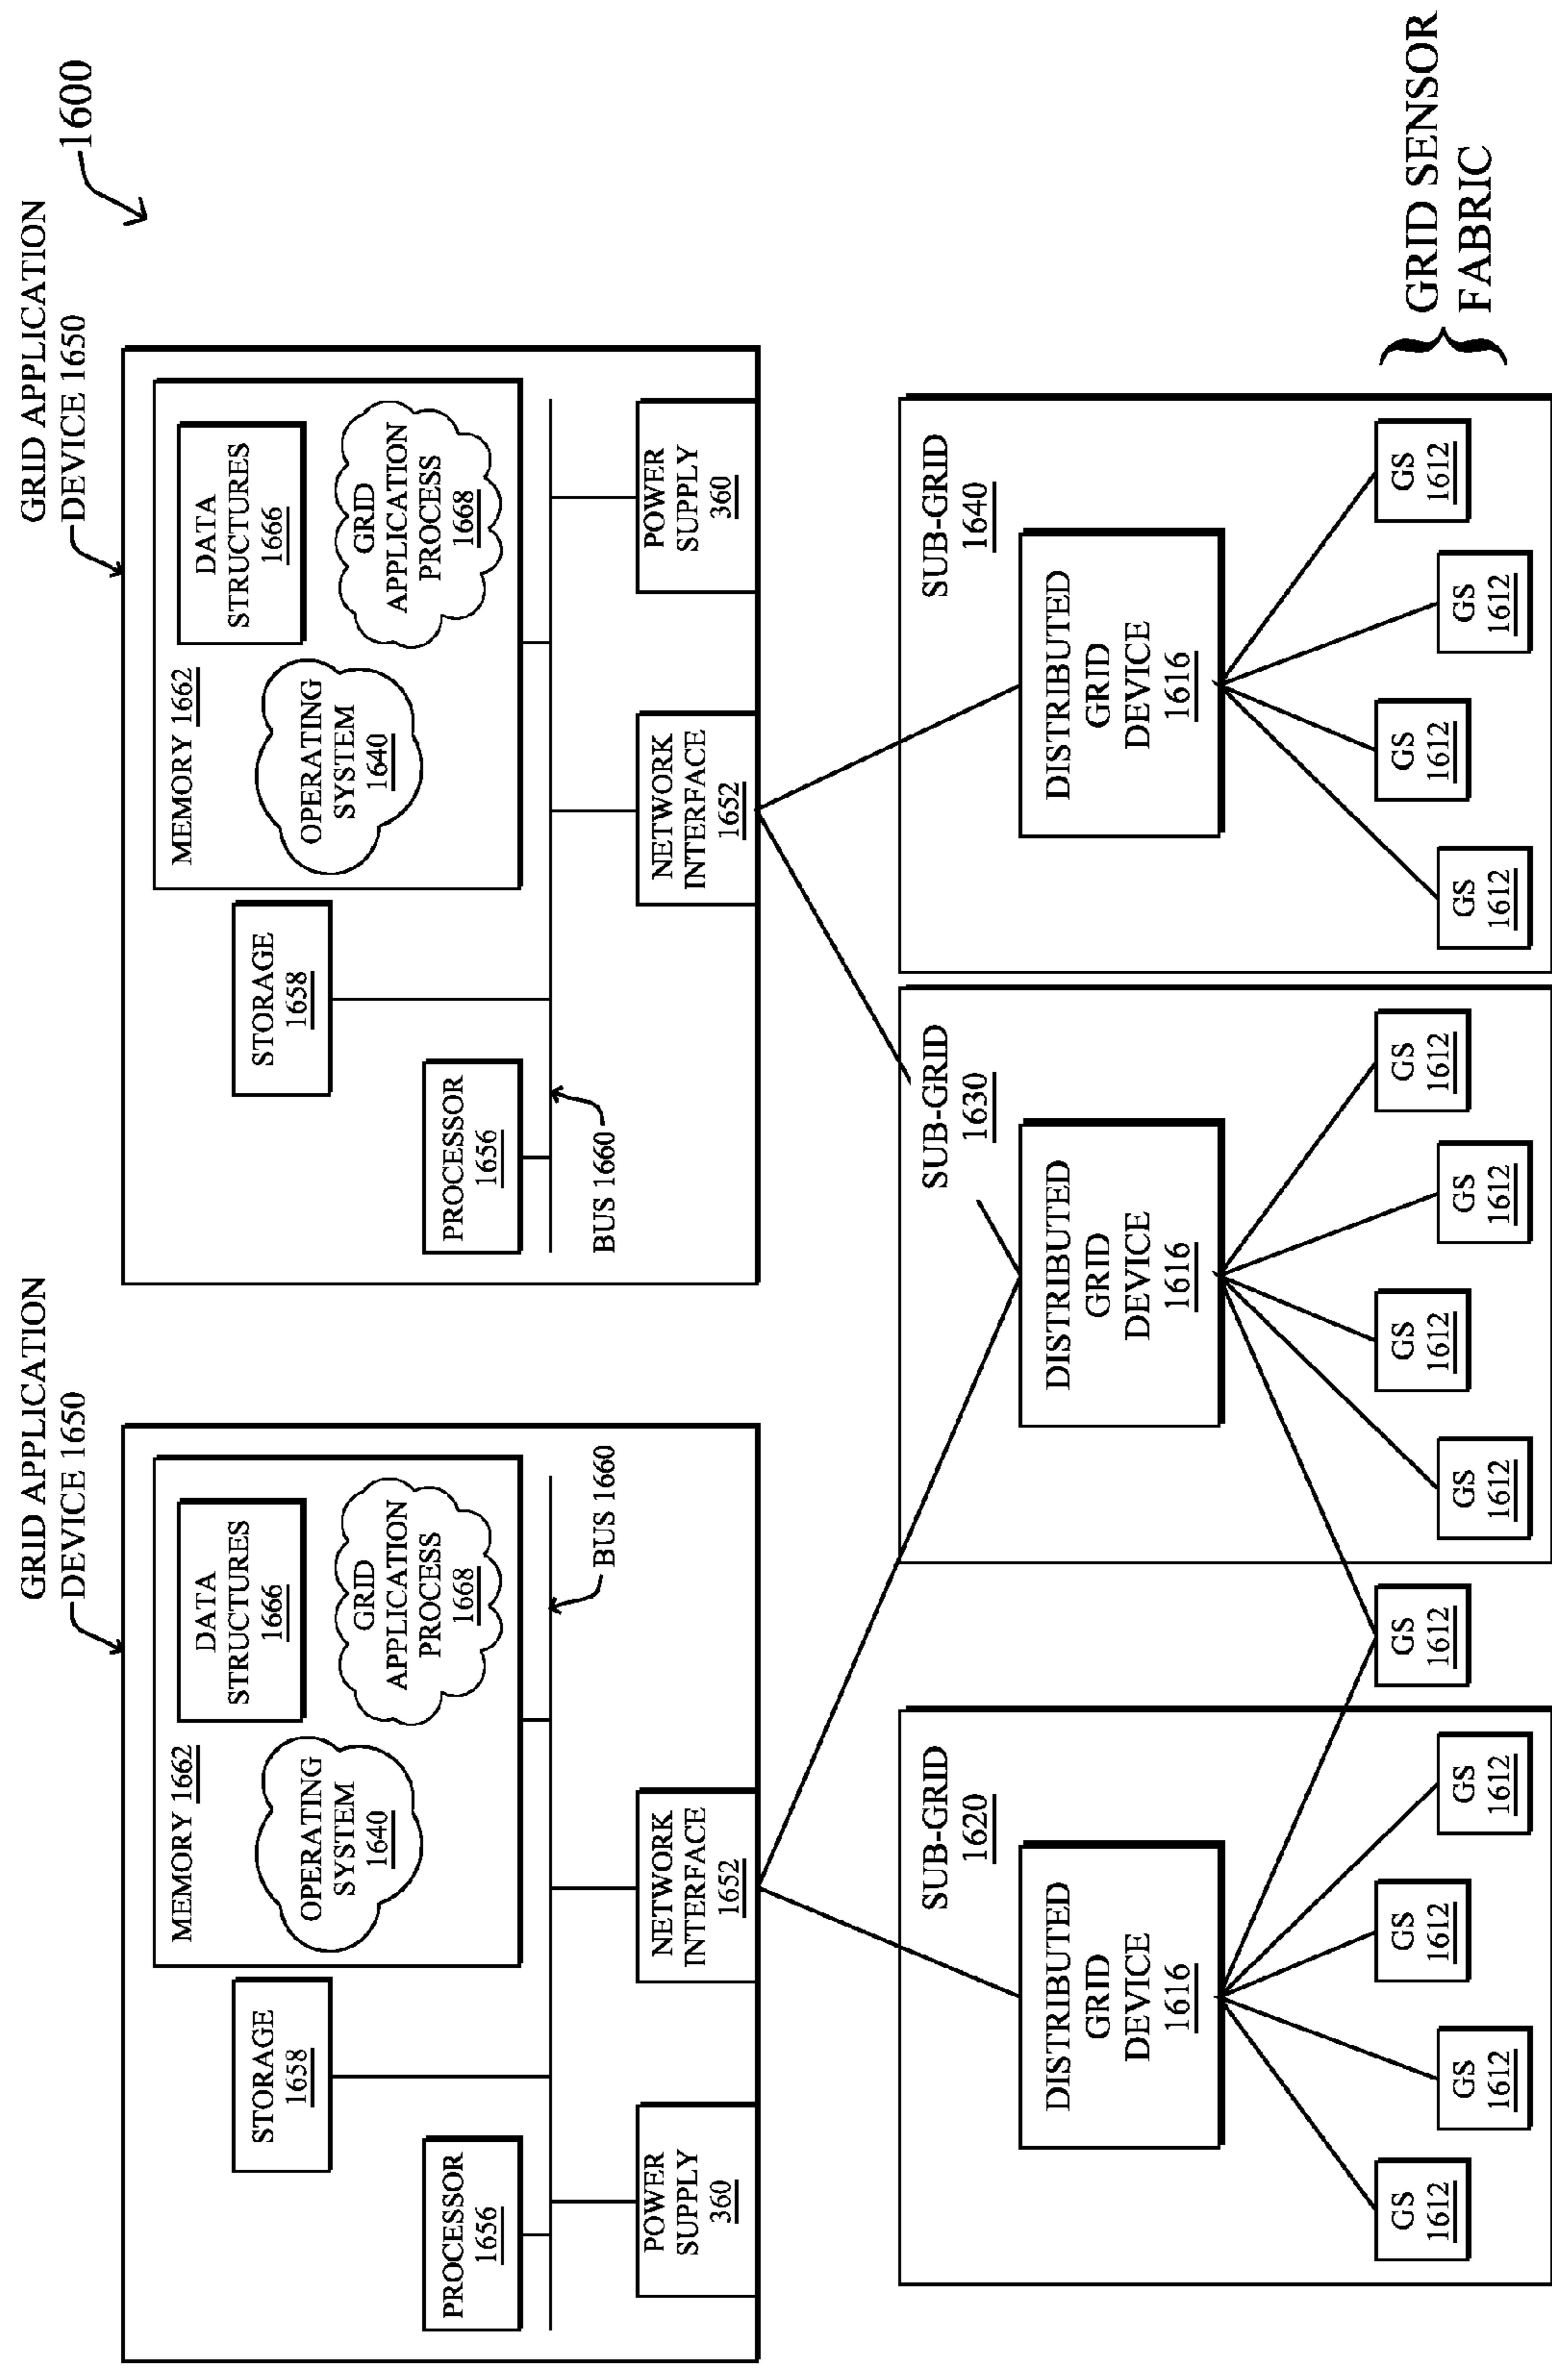 1600
GRID APPLICATION
DEVICE 1650
MEMORY 1662
DATA
STRUCTURES
1666
OPERATING
SYSTEM
1640
GRID
APPLICATION
PROCESS
1668
STORAGE
1658
PROCESSOR
1656
BUS 1660
POWER
SUPPLY
360
NETWORK
INTERFACE
1652
GRID APPLICATION
DEVICE 1650
MEMORY 1662
DATA
STRUCTURES
1666
OPERATING
SYSTEM
1640
GRID
APPLICATION
PROCESS
1668
STORAGE
1658
PROCESSOR
1656
BUS 1660
NETWORK
INTERFACE
1652
POWER
SUPPLY
360
SUB-GRID
1620
DISTRIBUTED
GRID
DEVICE
1616
GS
1612
GS
1612
GS
1612
GS
1612
GS
1612
SUB-GRID
1630
DISTRIBUTED
GRID
DEVICE
1616
GS
1612
GS
1612
GS
1612
GS
1612
SUB-GRID
1640
DISTRIBUTED
GRID
DEVICE
1616
GS
1612
GS
1612
GS
1612
GS
1612
GRID SENSOR
FABRIC